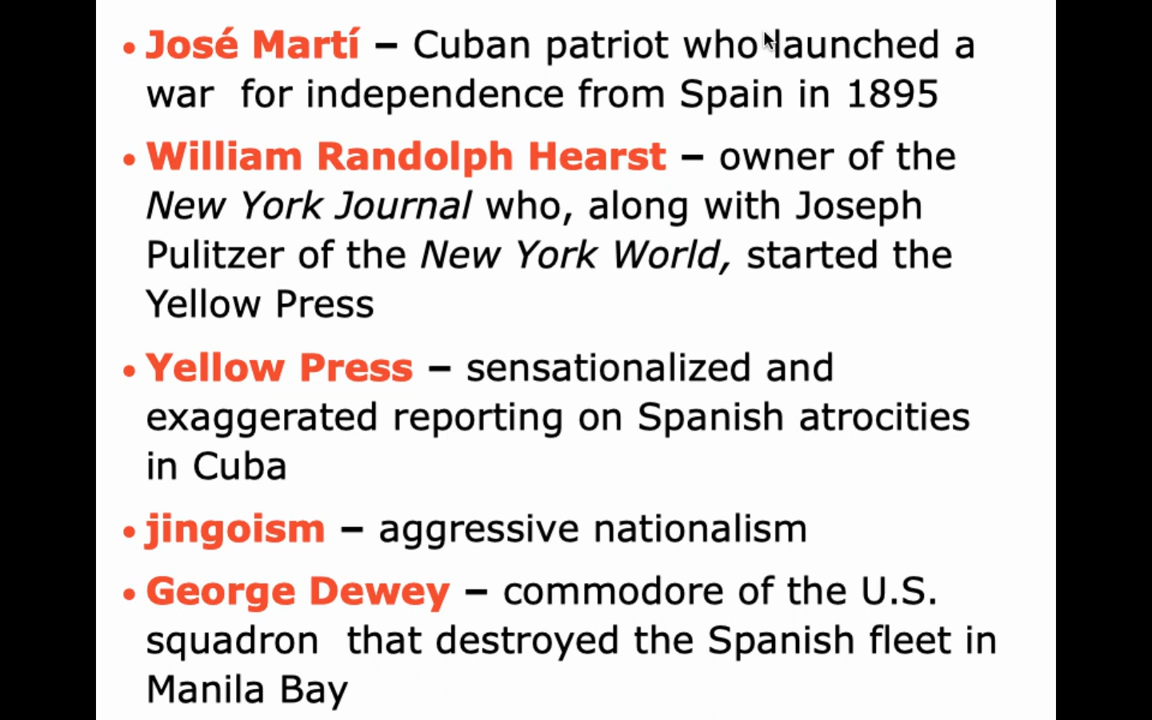 • José Martí – Cuban patriot who launched a
war for independence from Spain in 1895
• William Randolph Hearst – owner of the
New York Journal who, along with Joseph
Pulitzer of the New York World, started the
Yellow Press
• Yellow Press – sensationalized and
exaggerated reporting on Spanish atrocities
in Cuba
• jingoism – aggressive nationalism
• George Dewey – commodore of the U.S.
squadron that destroyed the Spanish fleet in
Manila Bay